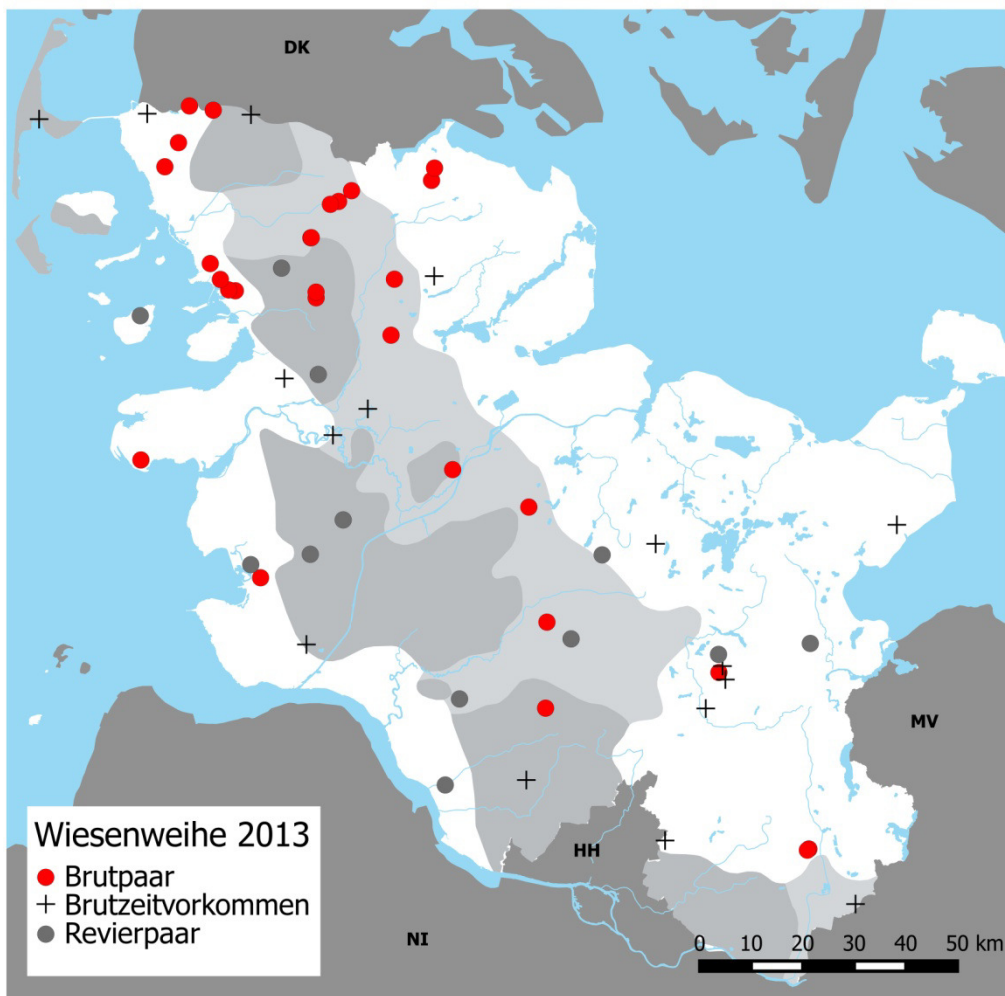 DK
MV
HH
NI
Wiesenweihe 2013
Brutpaar
Brutzeitvorkommen
Revierpaar
0 10 20 30 40 50 km